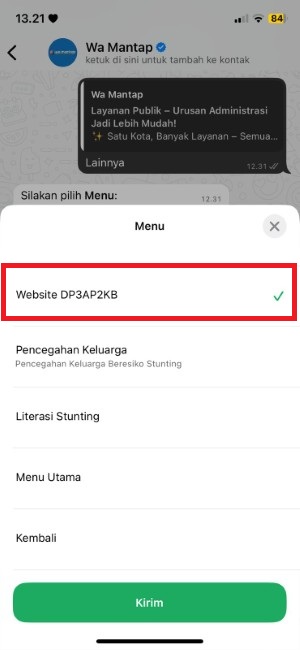 13.21
84
Wa Mantap
ketuk di sini untuk tambah ke kontak
Wa Mantap
Layanan Publik – Urusan Administrasi
Jadi Lebih Mudah!
✨ Satu Kota, Banyak Layanan – Semua...
Lainnya
12.31
Silakan pilih Menu:
12.31
Menu
Website DP3AP2KB
Pencegahan Keluarga
Pencegahan Keluarga Beresiko Stunting
Literasi Stunting
Menu Utama
Kembali
Kirim